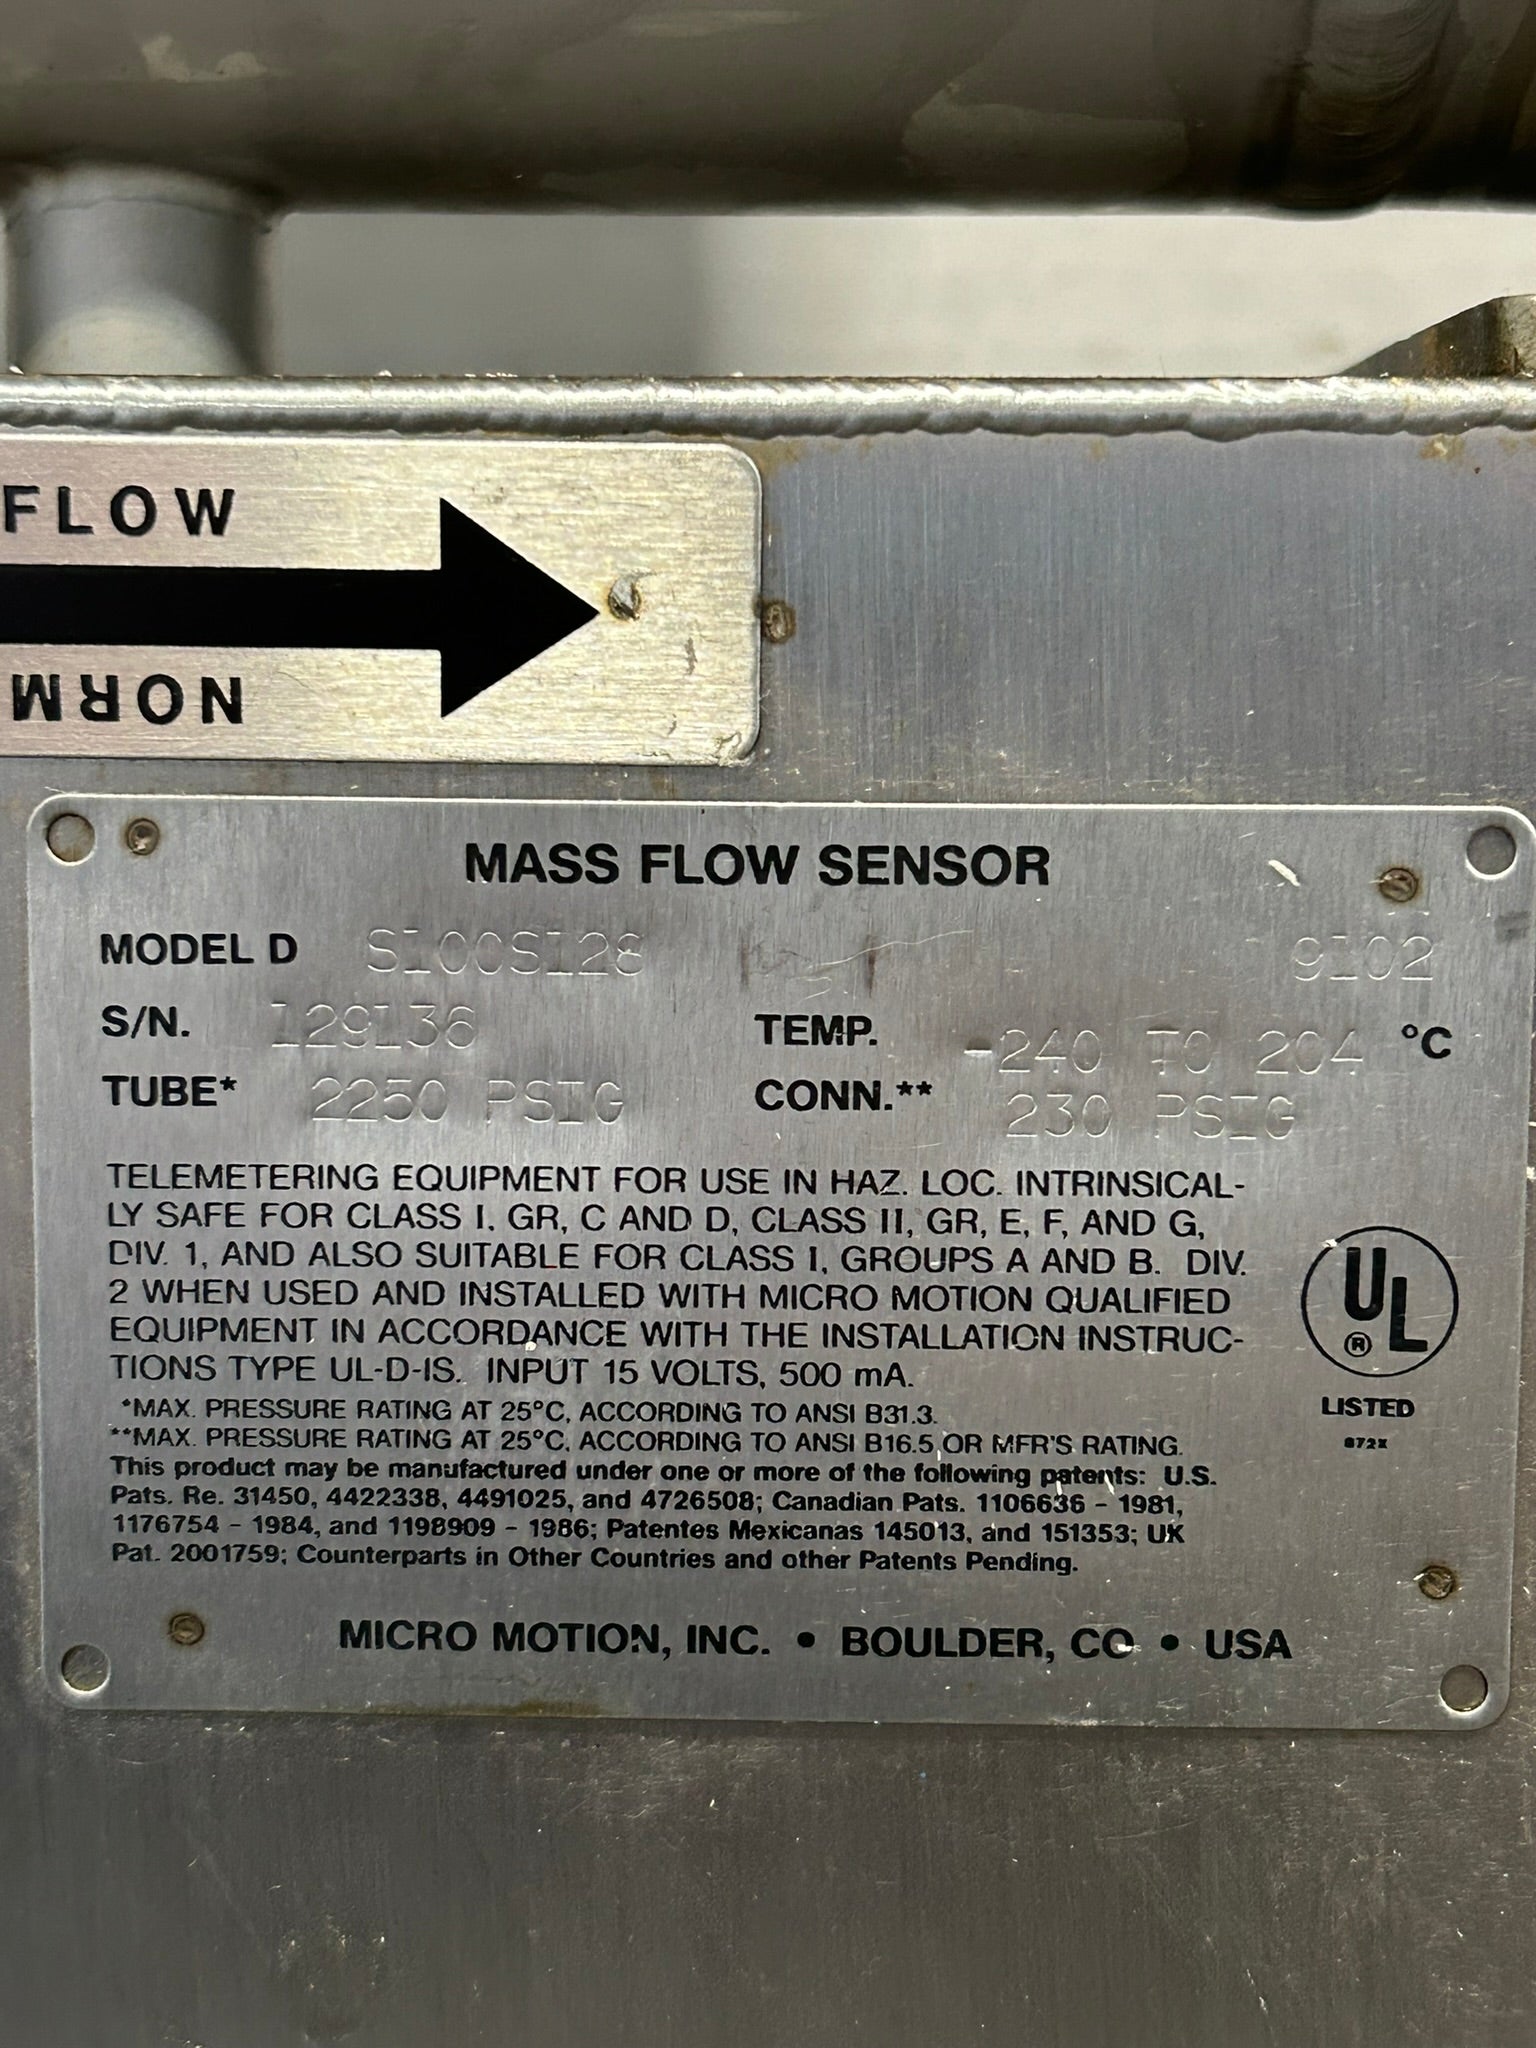 FLOW
NORM
MASS FLOW SENSOR
MODEL D S100S128 9102
S/N. 129136 TEMP. -240 TO 204 °C
TUBE* 2250 PSIG CONN.** 230 PSIG
TELEMETERING EQUIPMENT FOR USE IN HAZ. LOC. INTRINSICAL-
LY SAFE FOR CLASS I, GR, C AND D, CLASS II, GR, E, F, AND G,
DIV. 1, AND ALSO SUITABLE FOR CLASS I, GROUPS A AND B. DIV.
2 WHEN USED AND INSTALLED WITH MICRO MOTION QUALIFIED
EQUIPMENT IN ACCORDANCE WITH THE INSTALLATION INSTRUC-
TIONS TYPE UL-D-IS. INPUT 15 VOLTS, 500 mA.
*MAX. PRESSURE RATING AT 25°C, ACCORDING TO ANSI B31.3.
**MAX. PRESSURE RATING AT 25°C, ACCORDING TO ANSI B16.5 OR MFR'S RATING.
This product may be manufactured under one or more of the following patents: U.S.
Pats. Re. 31450, 4422338, 4491025, and 4726508; Canadian Pats. 1106636 - 1981,
1176754 - 1984, and 1198909 - 1986; Patentes Mexicanas 145013, and 151353; UK
Pat. 2001759; Counterparts in Other Countries and other Patents Pending.
UL ®
LISTED
872X
MICRO MOTION, INC. • BOULDER, CO • USA